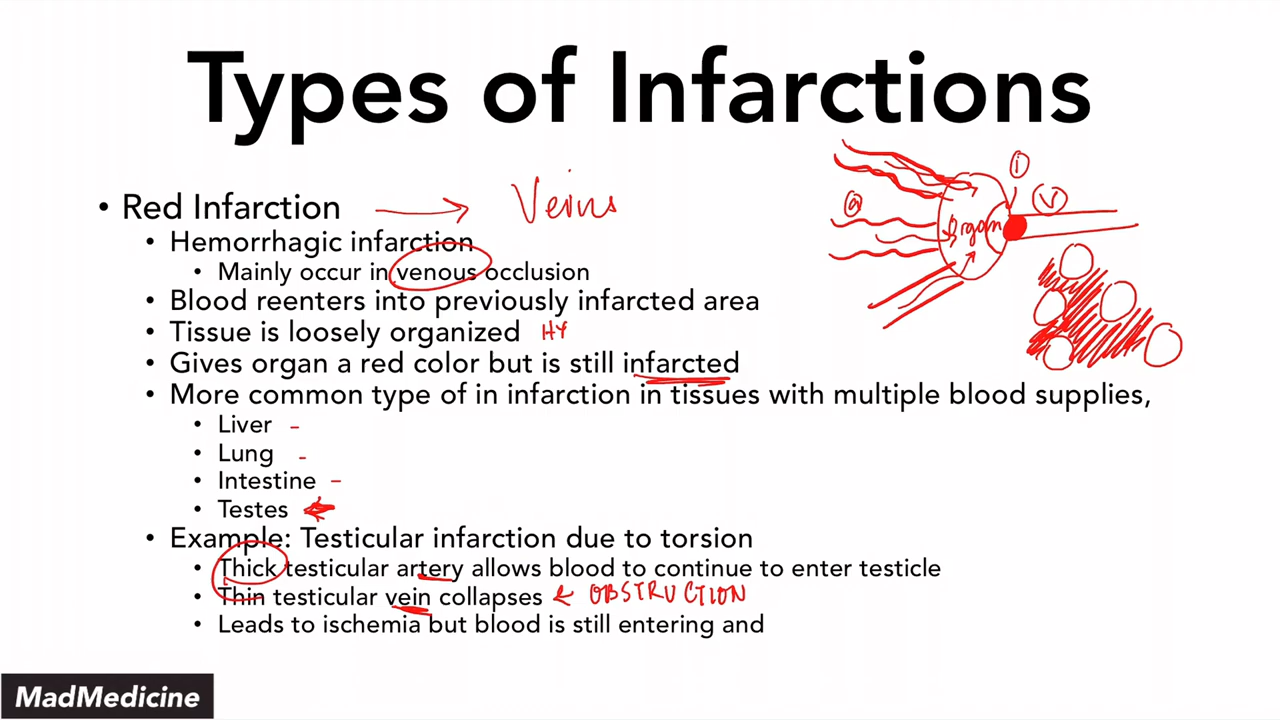 Types of Infarctions
• Red Infarction → Veins
• Hemorrhagic infarction
• Mainly occur in venous occlusion
• Blood reenters into previously infarcted area
• Tissue is loosely organized HY
• Gives organ a red color but is still infarcted
• More common type of in infarction in tissues with multiple blood supplies,
• Liver -
• Lung -
• Intestine -
• Testes ←
• Example: Testicular infarction due to torsion
• Thick testicular artery allows blood to continue to enter testicle
• Thin testicular vein collapses ← OBSTRUCTION
• Leads to ischemia but blood is still entering and
a
Organ
i
V
MadMedicine